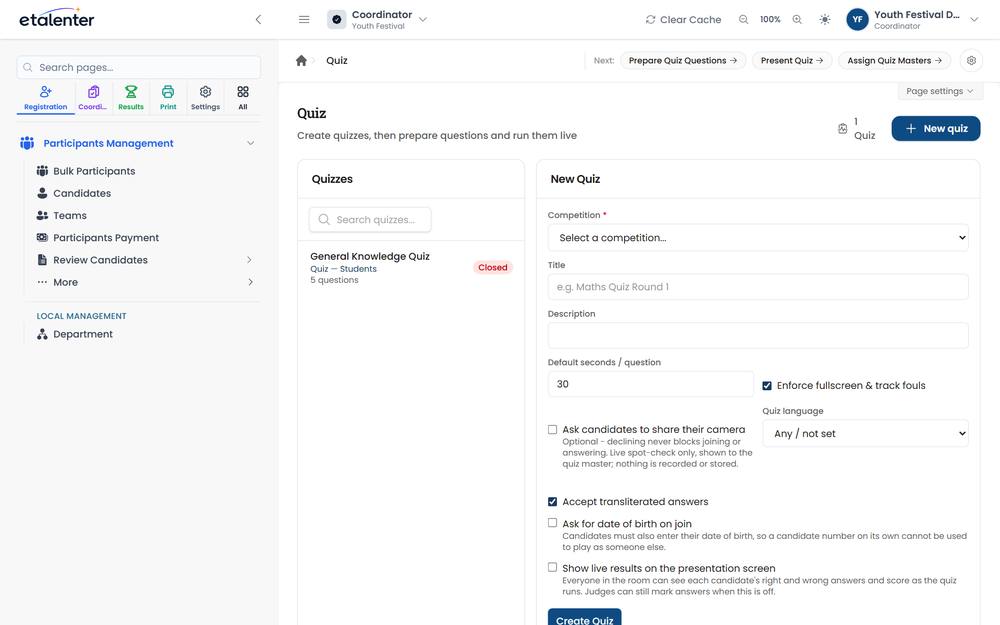 etalenter
Coordinator
Youth Festival
Clear Cache
100%
YF
Youth Festival D...
Coordinator
Search pages...
Registration
Coordi...
Results
Print
Settings
All
Participants Management
Bulk Participants
Candidates
Teams
Participants Payment
Review Candidates
More
LOCAL MANAGEMENT
Department
Quiz
Next:
Prepare Quiz Questions →
Present Quiz →
Assign Quiz Masters →
Page settings
Quiz
Create quizzes, then prepare questions and run them live
1
Quiz
New quiz
Quizzes
Search quizzes...
General Knowledge Quiz
Quiz — Students
5 questions
Closed
New Quiz
Competition *
Select a competition...
Title
e.g. Maths Quiz Round 1
Description
Default seconds / question
30
Enforce fullscreen & track fouls
Quiz language
Any / not set
Ask candidates to share their camera
Optional - declining never blocks joining or
answering. Live spot-check only, shown to the
quiz master; nothing is recorded or stored.
Accept transliterated answers
Ask for date of birth on join
Candidates must also enter their date of birth, so a candidate number on its own cannot be used
to play as someone else.
Show live results on the presentation screen
Everyone in the room can see each candidate's right and wrong answers and score as the quiz
runs. Judges can still mark answers when this is off.
Create Quiz